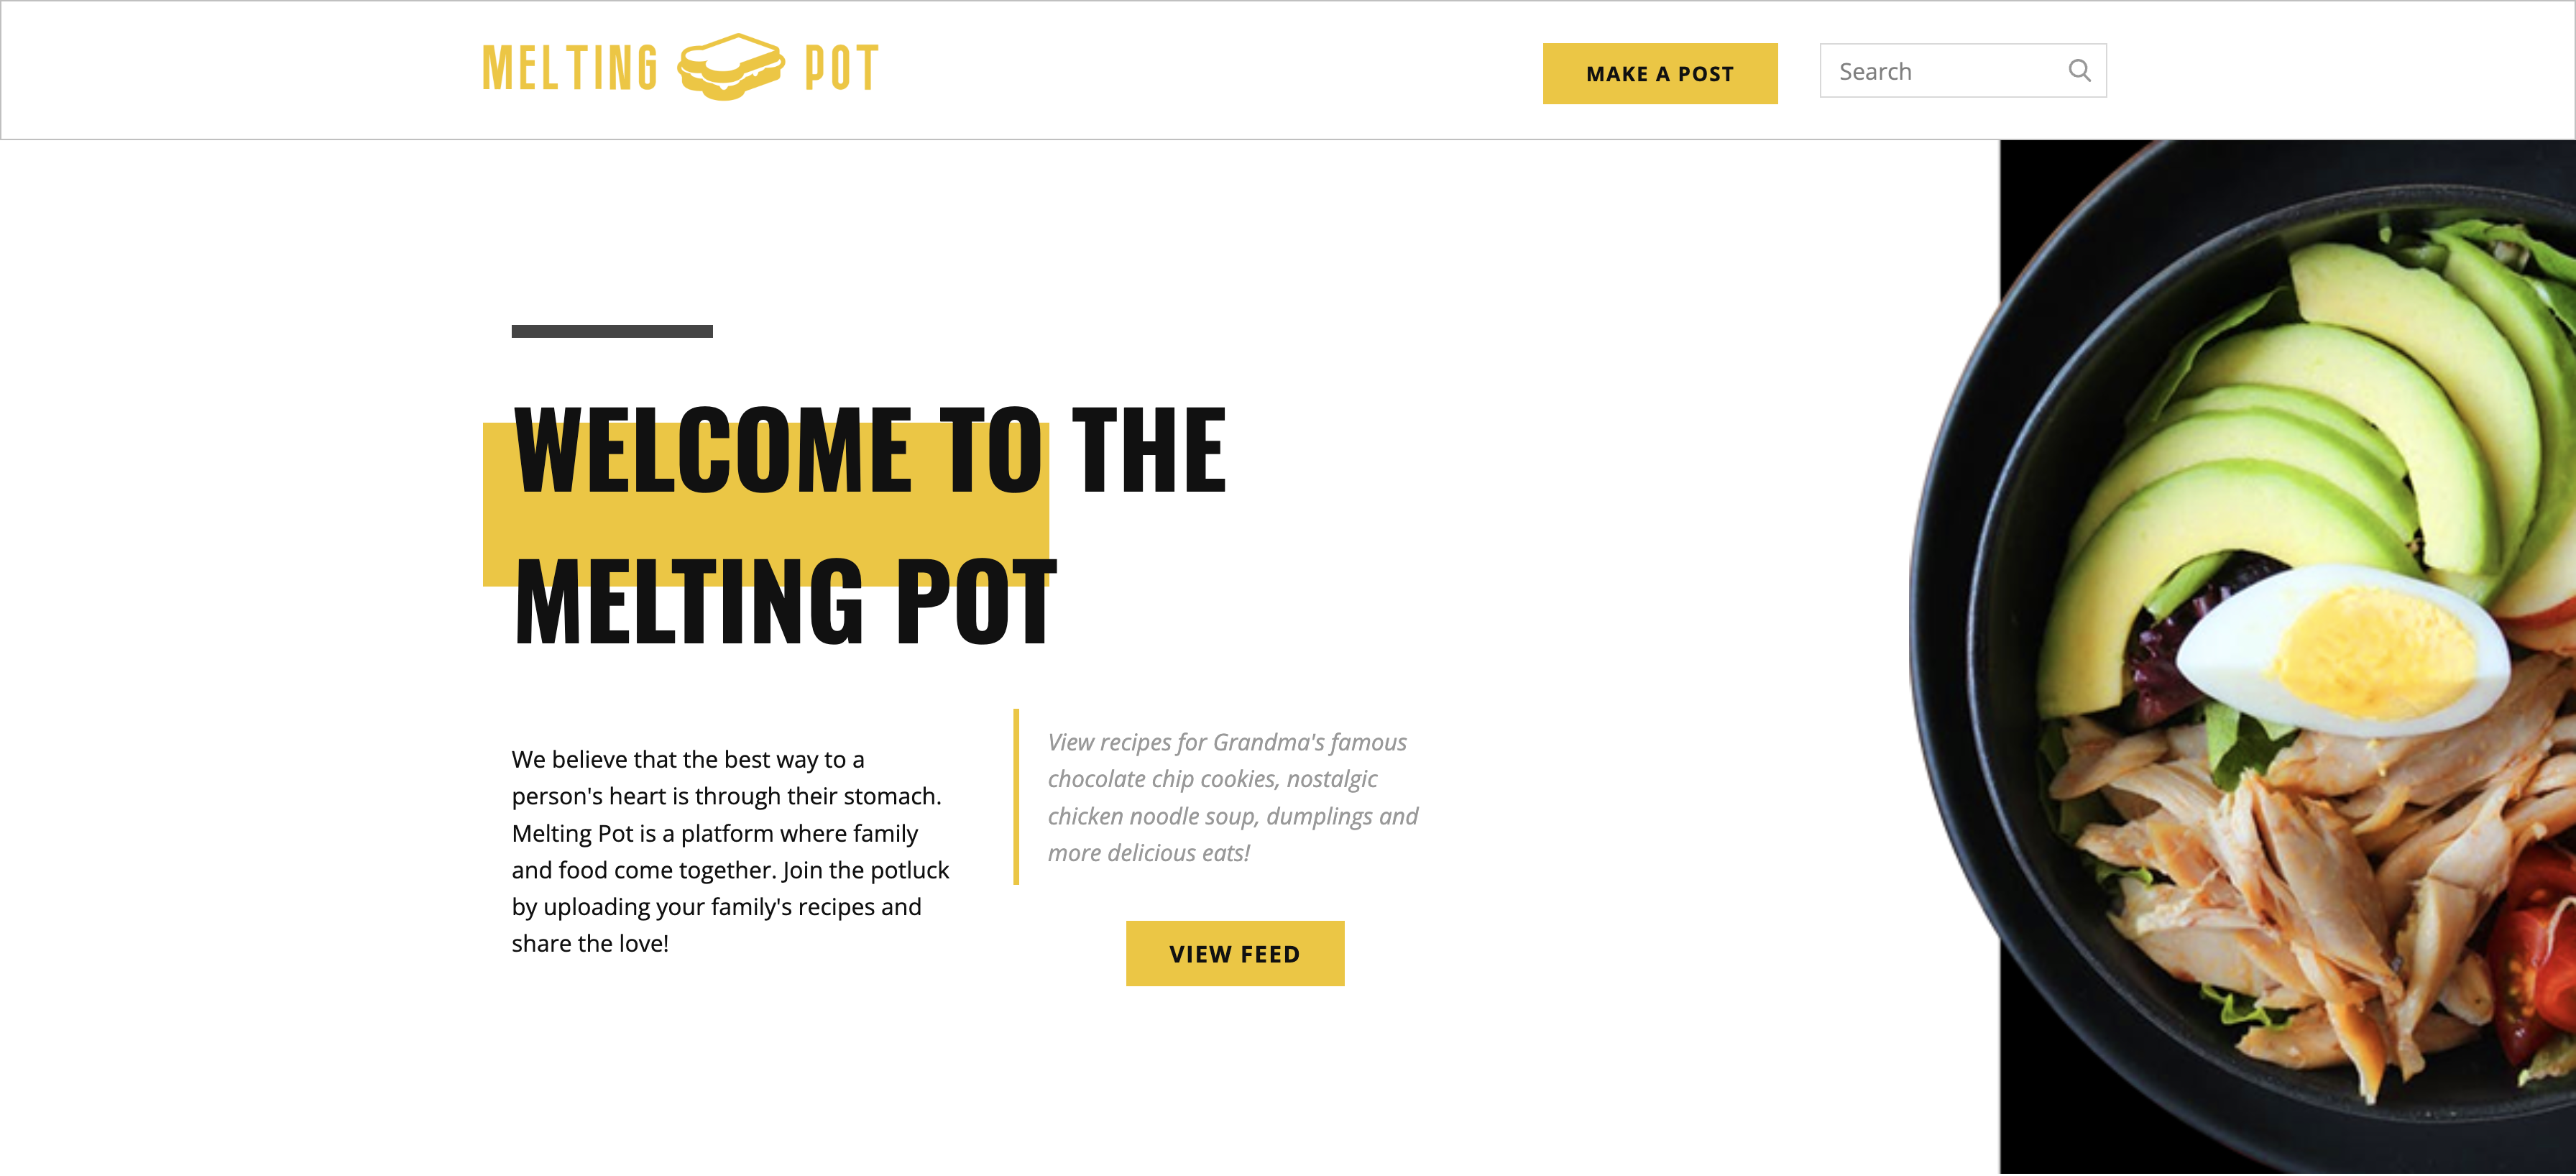 MELTING POT
MAKE A POST
Search
WELCOME TO THE
MELTING POT
We believe that the best way to a
person's heart is through their stomach.
Melting Pot is a platform where family
and food come together. Join the potluck
by uploading your family's recipes and
share the love!
View recipes for Grandma's famous
chocolate chip cookies, nostalgic
chicken noodle soup, dumplings and
more delicious eats!
VIEW FEED